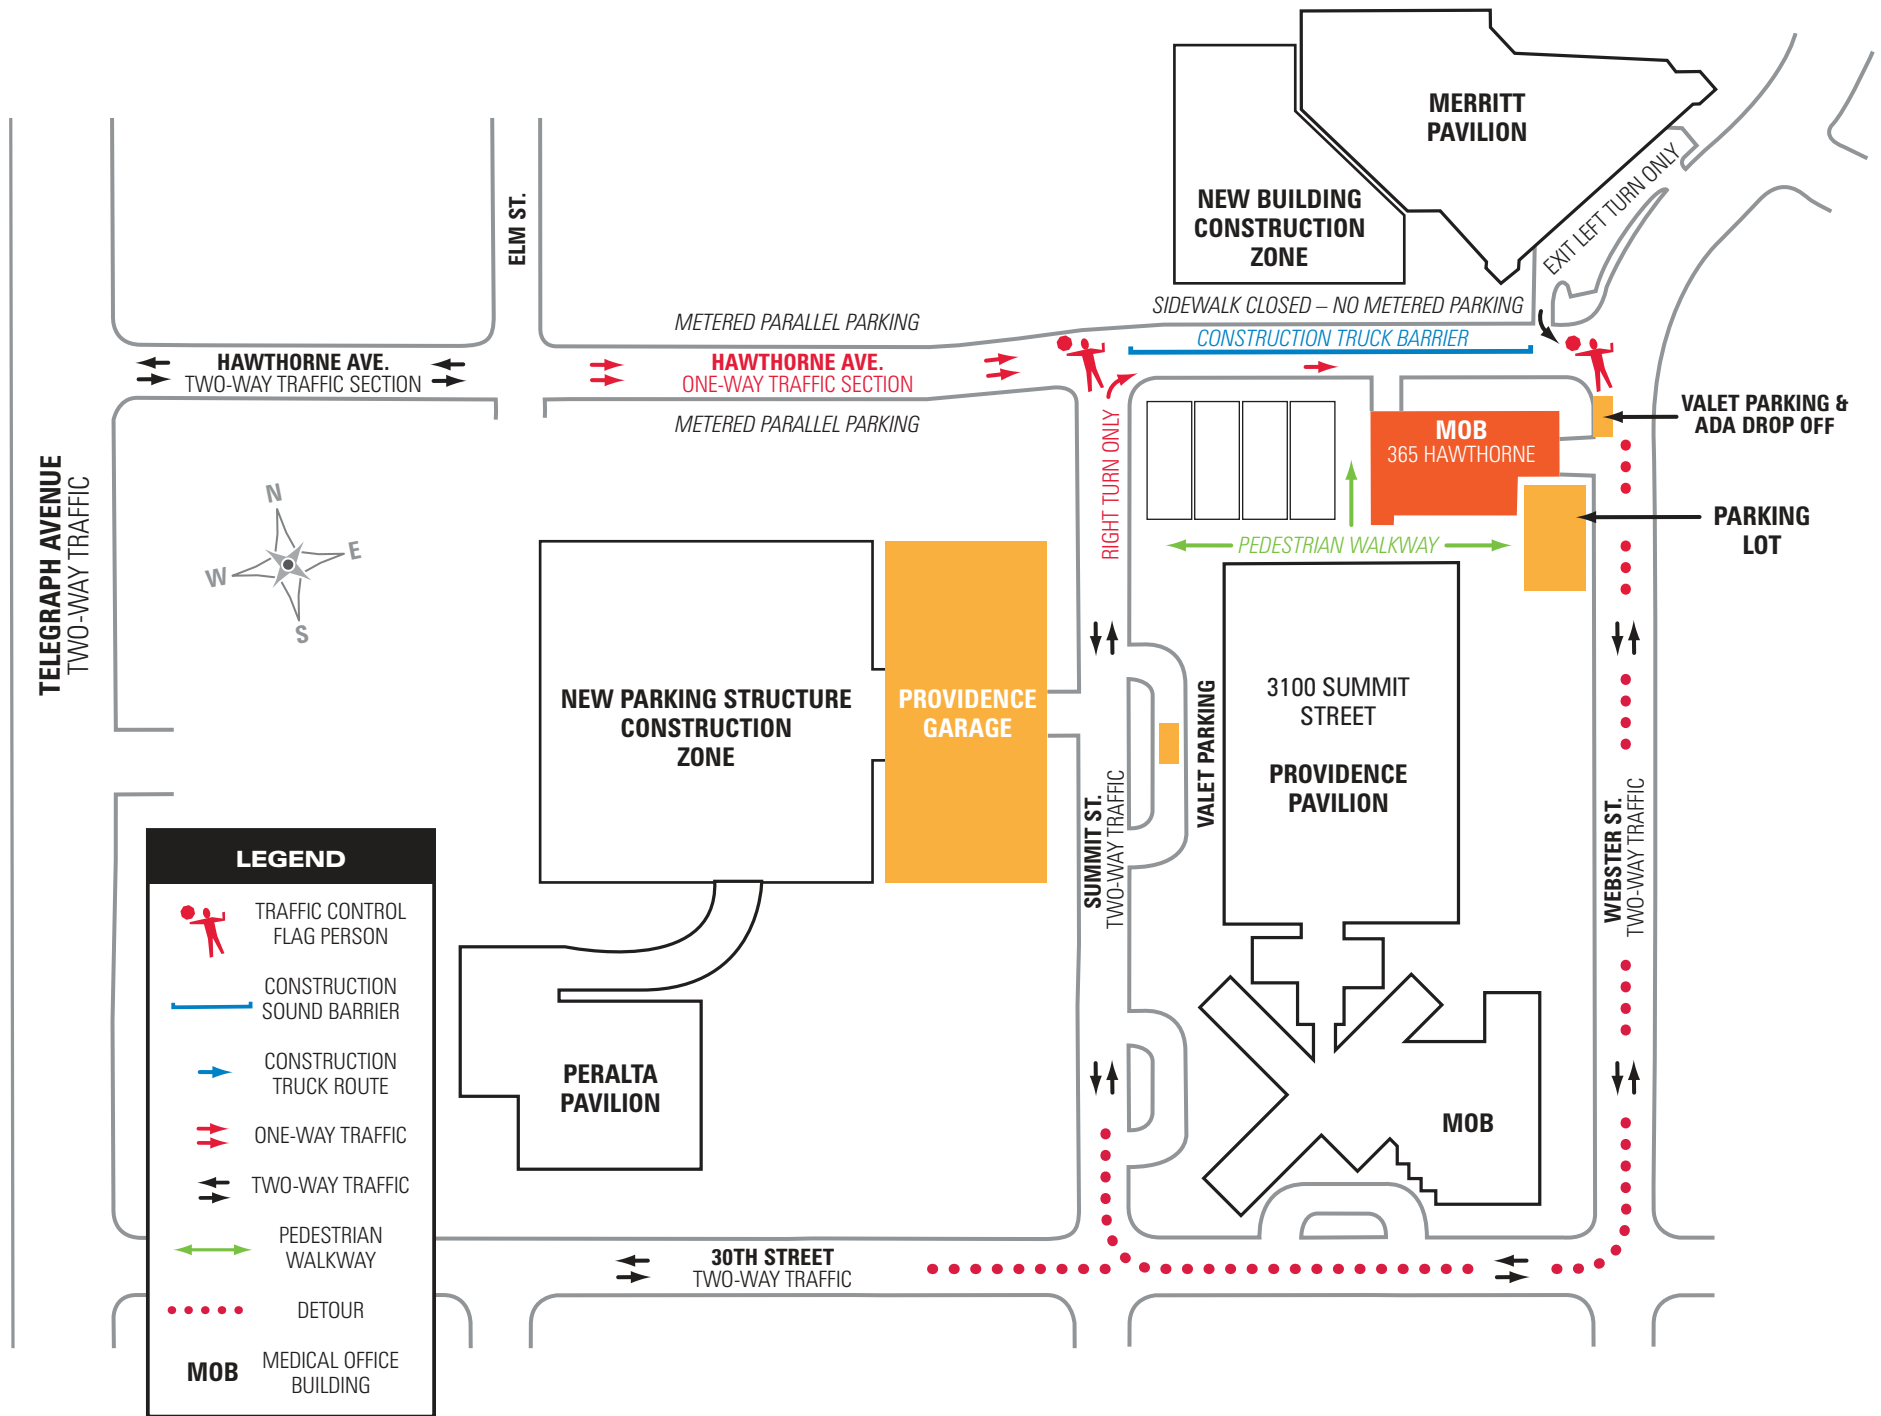 MERRITT
PAVILION
NEW BUILDING
CONSTRUCTION
ZONE
EXIT LEFT TURN ONLY
ELM ST.
SIDEWALK CLOSED – NO METERED PARKING
METERED PARALLEL PARKING
CONSTRUCTION TRUCK BARRIER
HAWTHORNE AVE.
TWO-WAY TRAFFIC SECTION
HAWTHORNE AVE.
ONE-WAY TRAFFIC SECTION
METERED PARALLEL PARKING
RIGHT TURN ONLY
MOB
365 HAWTHORNE
VALET PARKING &
ADA DROP OFF
PARKING
LOT
PEDESTRIAN WALKWAY
TELEGRAPH AVENUE
TWO-WAY TRAFFIC
N
E
W
S
NEW PARKING STRUCTURE
CONSTRUCTION
ZONE
PROVIDENCE
GARAGE
VALET PARKING
3100 SUMMIT
STREET
PROVIDENCE
PAVILION
SUMMIT ST.
TWO-WAY TRAFFIC
WEBSTER ST.
TWO-WAY TRAFFIC
PERALTA
PAVILION
MOB
30TH STREET
TWO-WAY TRAFFIC
LEGEND
TRAFFIC CONTROL
FLAG PERSON
CONSTRUCTION
SOUND BARRIER
CONSTRUCTION
TRUCK ROUTE
ONE-WAY TRAFFIC
TWO-WAY TRAFFIC
PEDESTRIAN
WALKWAY
DETOUR
MOB MEDICAL OFFICE
BUILDING